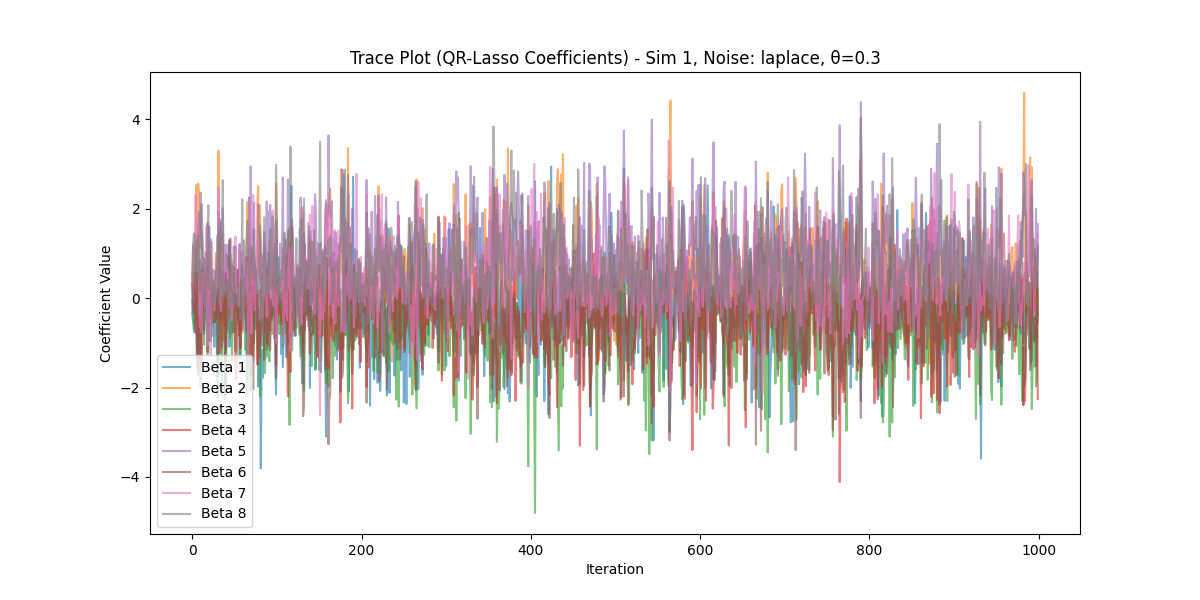 Trace Plot (QR-Lasso Coefficients) - Sim 1, Noise: laplace, θ=0.3
Coefficient Value
4
2
0
−2
−4
Beta 1
Beta 2
Beta 3
Beta 4
Beta 5
Beta 6
Beta 7
Beta 8
0 200 400 600 800 1000
Iteration